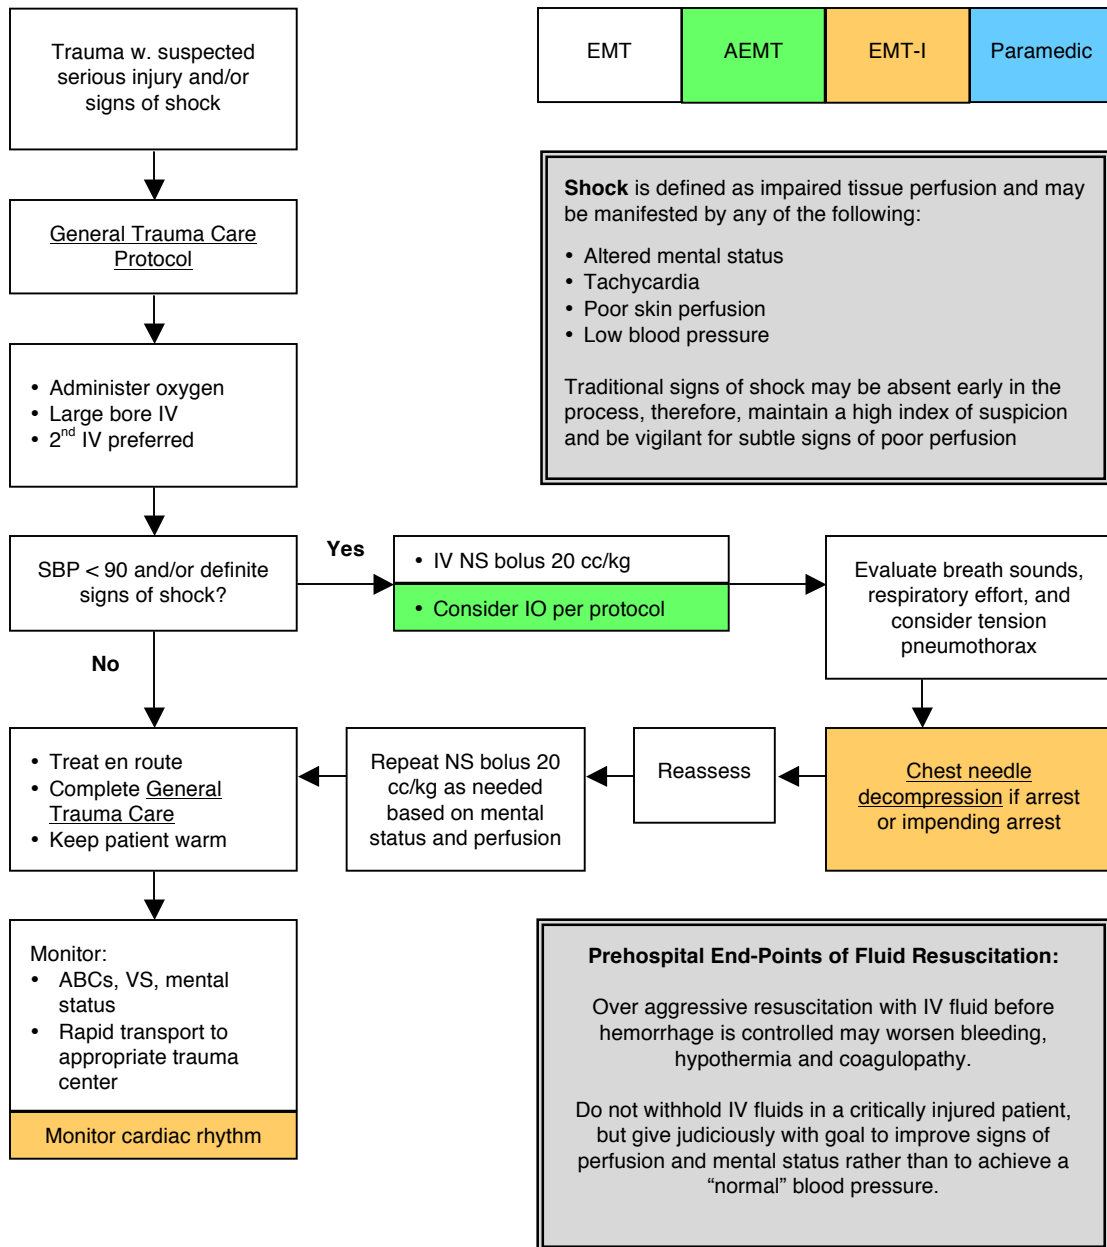 Trauma w. suspected
serious injury and/or
signs of shock
EMT
AEMT
EMT-I
Paramedic
General Trauma Care
Protocol
Shock is defined as impaired tissue perfusion and may
be manifested by any of the following:
• Altered mental status
• Tachycardia
• Poor skin perfusion
• Low blood pressure
Traditional signs of shock may be absent early in the
process, therefore, maintain a high index of suspicion
and be vigilant for subtle signs of poor perfusion
• Administer oxygen
• Large bore IV
• 2nd IV preferred
SBP < 90 and/or definite
signs of shock?
Yes
• IV NS bolus 20 cc/kg
• Consider IO per protocol
Evaluate breath sounds,
respiratory effort, and
consider tension
pneumothorax
No
Chest needle
decompression if arrest
or impending arrest
Reassess
Repeat NS bolus 20
cc/kg as needed
based on mental
status and perfusion
• Treat en route
• Complete General
Trauma Care
• Keep patient warm
Monitor:
• ABCs, VS, mental
status
• Rapid transport to
appropriate trauma
center
Monitor cardiac rhythm
Prehospital End-Points of Fluid Resuscitation:
Over aggressive resuscitation with IV fluid before
hemorrhage is controlled may worsen bleeding,
hypothermia and coagulopathy.
Do not withhold IV fluids in a critically injured patient,
but give judiciously with goal to improve signs of
perfusion and mental status rather than to achieve a
“normal” blood pressure.